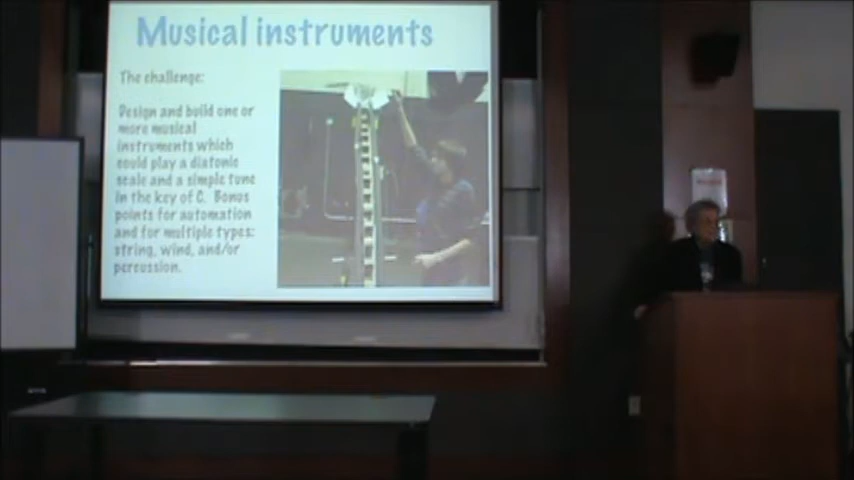 Musical instruments
The challenge:
Design and build one or
more musical
instruments which
could play a diatonic
scale and a simple tune
in the key of C. Bonus
points for automation
and for multiple types:
string, wind, and/or
percussion.